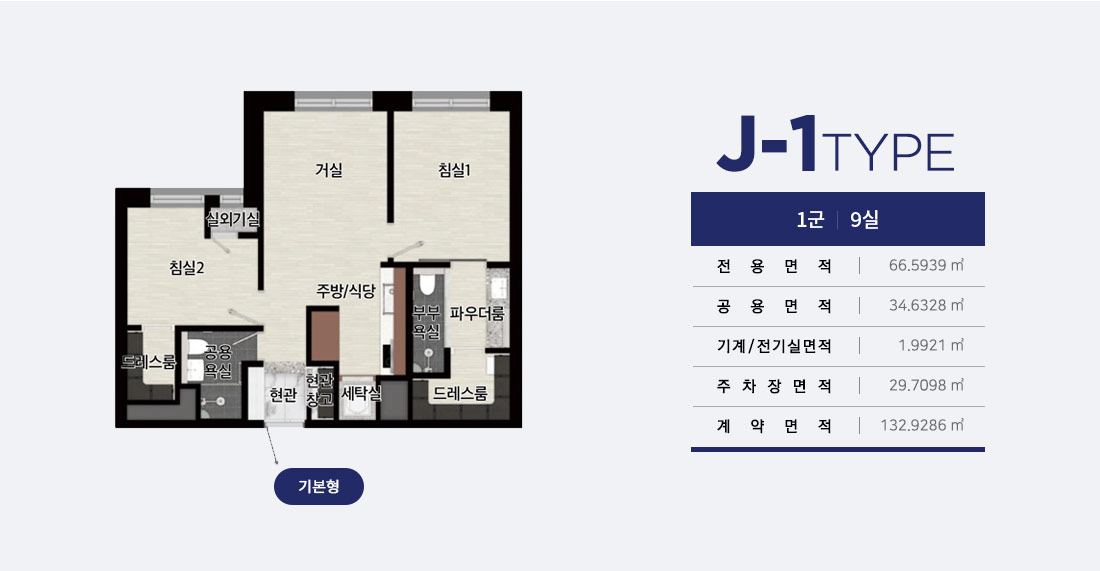 J-1 TYPE
1군 | 9실
전용면적 | 66.5939 ㎡
공용면적 | 34.6328 ㎡
기계/전기실면적 | 1.9921 ㎡
주차장면적 | 29.7098 ㎡
계약면적 | 132.9286 ㎡
거실
침실1
실외기실
침실2
주방/식당
부부
욕실
파우더룸
드레스룸
공용
욕실
현관
현관
창고
세탁실
드레스룸
기본형